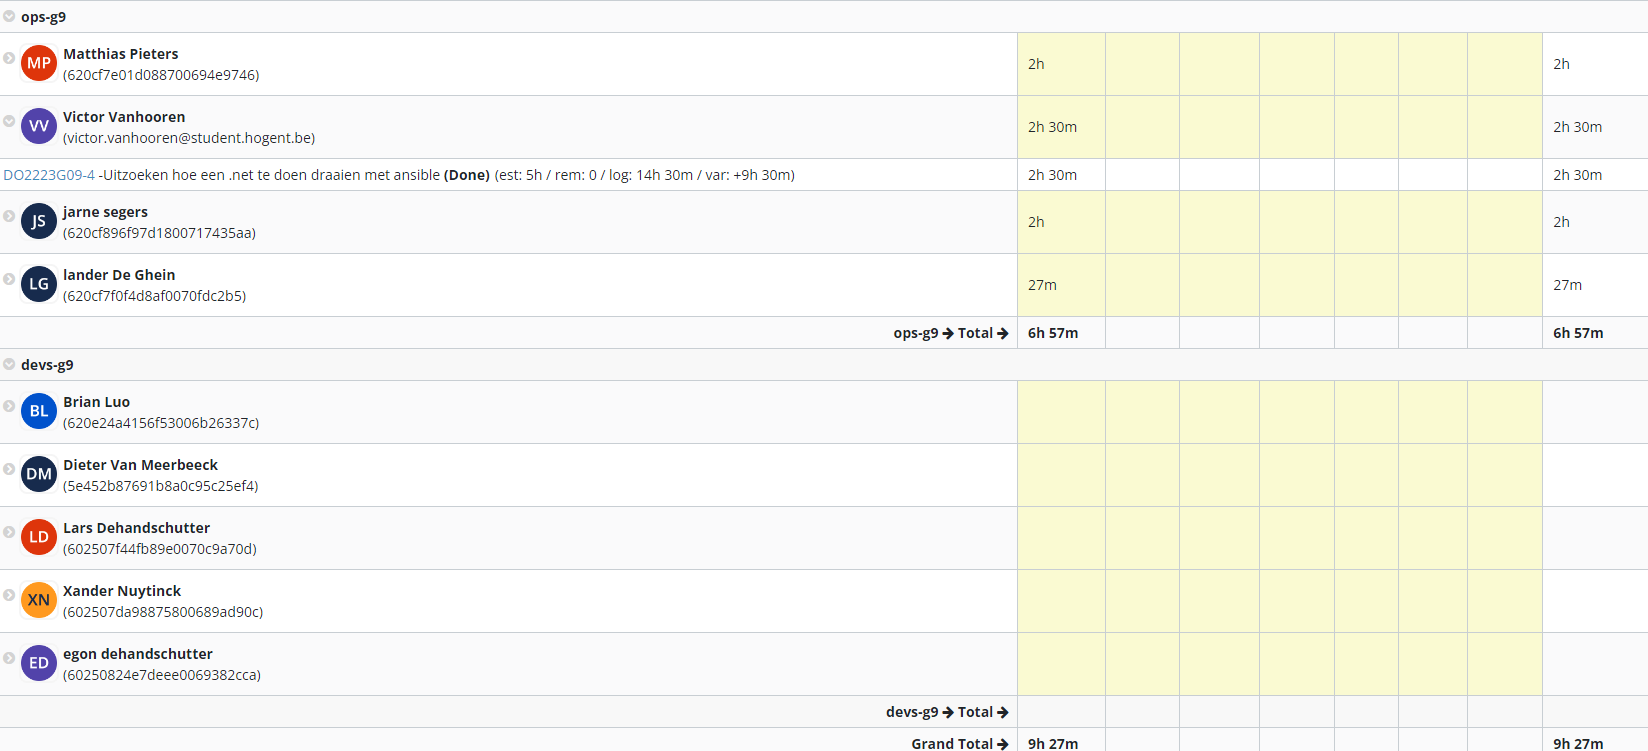 ops-g9
MP Matthias Pieters
(620cf7e01d088700694e9746) 2h 2h
VV Victor Vanhooren
(victor.vanhooren@student.hogent.be) 2h 30m 2h 30m
DO2223G09-4 -Uitzoeken hoe een .net te doen draaien met ansible (Done) (est: 5h / rem: 0 / log: 14h 30m / var: +9h 30m) 2h 30m 2h 30m
JS jarne segers
(620cf896f97d1800717435aa) 2h 2h
LG lander De Ghein
(620cf7f0f4d8af0070fdc2b5) 27m 27m
ops-g9 → Total → 6h 57m 6h 57m
devs-g9
BL Brian Luo
(620e24a4156f53006b26337c)
DM Dieter Van Meerbeeck
(5e452b87691b8a0c95c25ef4)
LD Lars Dehandschutter
(602507f44fb89e0070c9a70d)
XN Xander Nuytinck
(602507da98875800689ad90c)
ED egon dehandschutter
(60250824e7deee0069382cca)
devs-g9 → Total →
Grand Total → 9h 27m 9h 27m